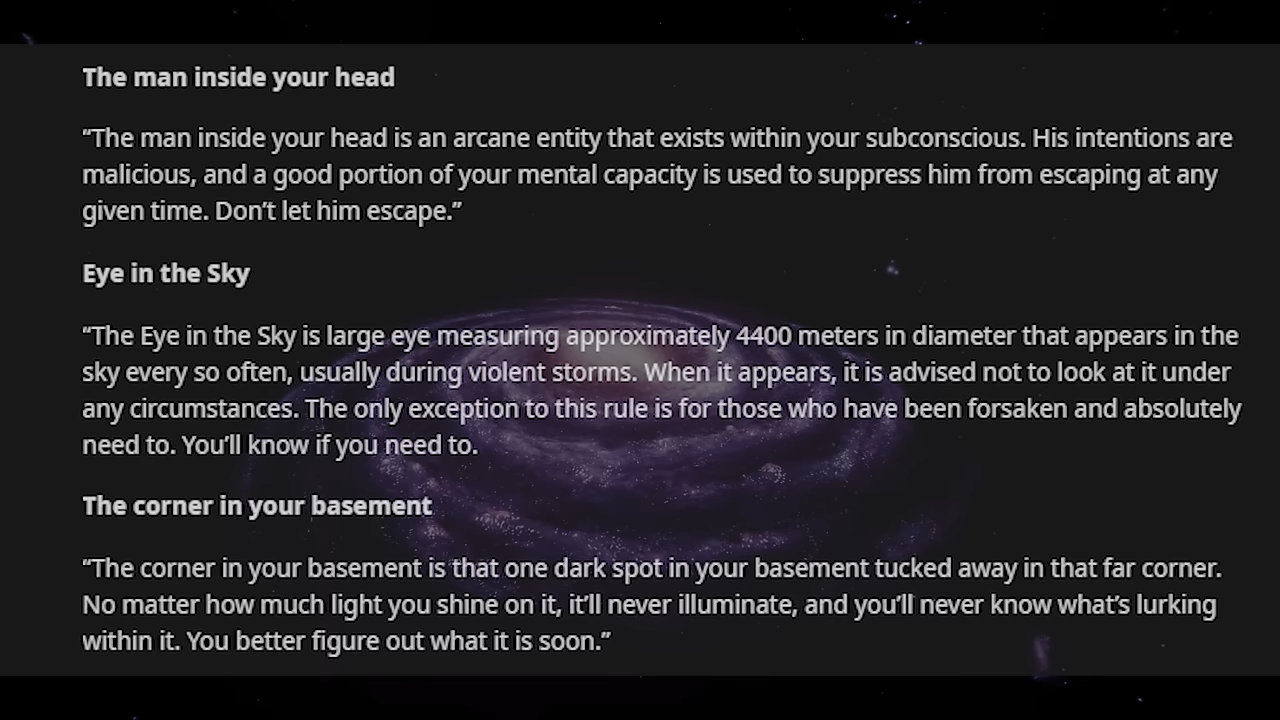 The man inside your head
“The man inside your head is an arcane entity that exists within your subconscious. His intentions are
malicious, and a good portion of your mental capacity is used to suppress him from escaping at any
given time. Don’t let him escape.”
Eye in the Sky
“The Eye in the Sky is large eye measuring approximately 4400 meters in diameter that appears in the
sky every so often, usually during violent storms. When it appears, it is advised not to look at it under
any circumstances. The only exception to this rule is for those who have been forsaken and absolutely
need to. You’ll know if you need to.
The corner in your basement
“The corner in your basement is that one dark spot in your basement tucked away in that far corner.
No matter how much light you shine on it, it’ll never illuminate, and you’ll never know what’s lurking
within it. You better figure out what it is soon.”